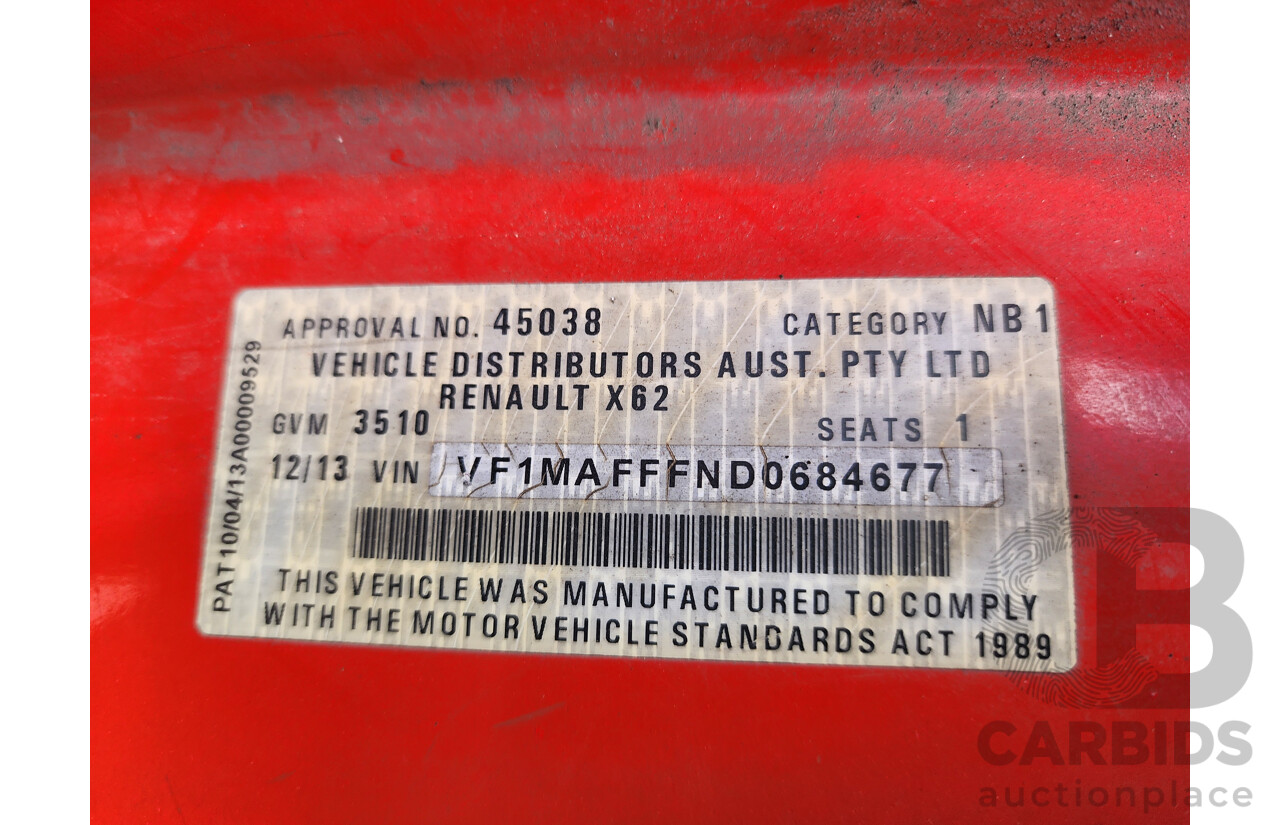 APPROVAL NO. 45038 CATEGORY NB1
VEHICLE DISTRIBUTORS AUST. PTY LTD
RENAULT X62
GVM 3510 SEATS 1
12/13 VIN VF1MAFFFND0684677
THIS VEHICLE WAS MANUFACTURED TO COMPLY
WITH THE MOTOR VEHICLE STANDARDS ACT 1989
PAT10/04/13A00009529
CB
CARBIDS
auctionplace